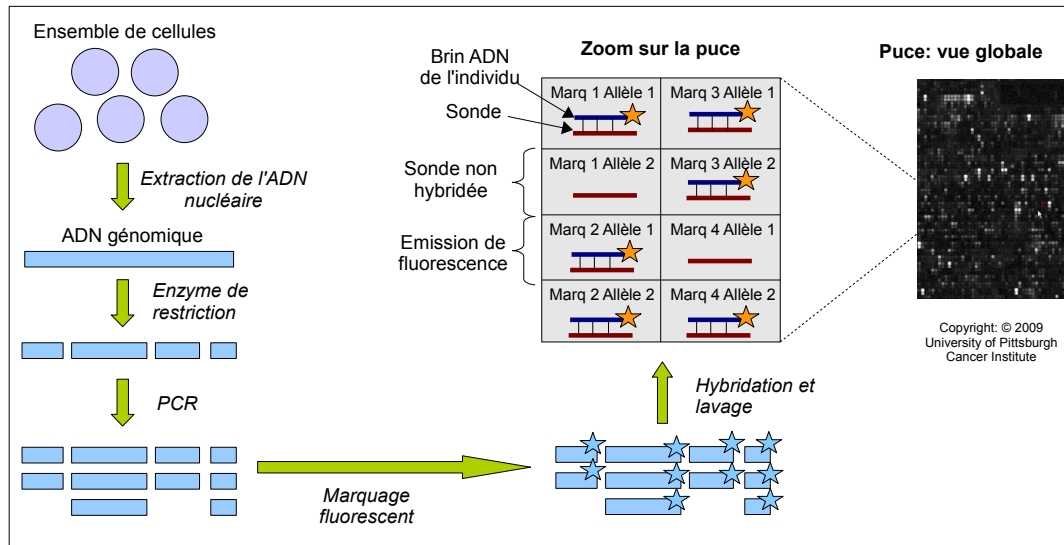 Ensemble de cellules
Extraction de l'ADN
nucléaire
ADN génomique
Enzyme de
restriction
PCR
Marquage
fluorescent
Hybridation et
lavage
Zoom sur la puce
Brin ADN
de l'individu
Sonde
Sonde non
hybridée
Emission de
fluorescence
Marq 1 Allèle 1
Marq 3 Allèle 1
Marq 1 Allèle 2
Marq 3 Allèle 2
Marq 2 Allèle 1
Marq 4 Allèle 1
Marq 2 Allèle 2
Marq 4 Allèle 2
Puce: vue globale
Copyright: © 2009
University of Pittsburgh
Cancer Institute